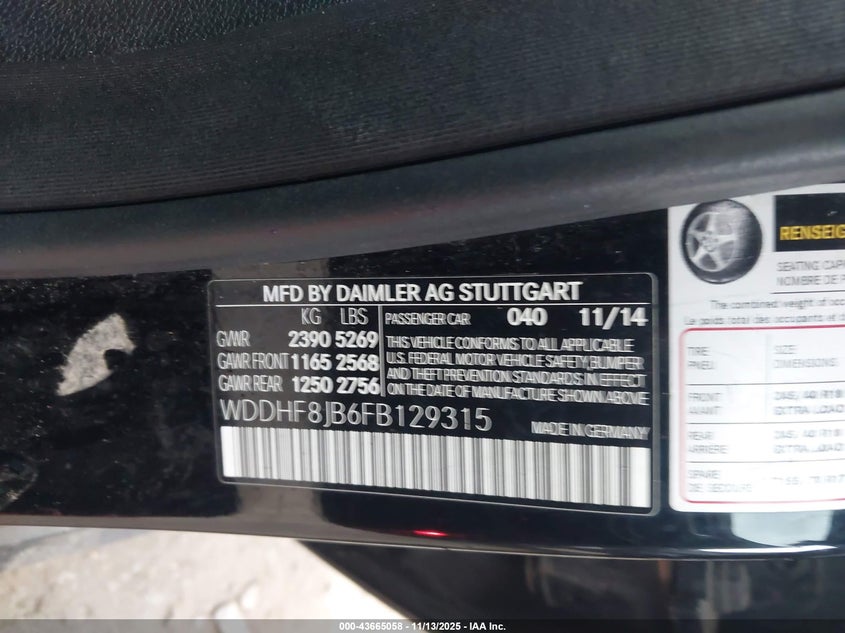 MFD BY DAIMLER AG STUTTGART
KG LBS PASSENGER CAR 040 11/14
GVWR 2390 5269
GAWR FRONT 1165 2568
GAWR REAR 1250 2756
THIS VEHICLE CONFORMS TO ALL APPLICABLE
U.S. FEDERAL MOTOR VEHICLE SAFETY, BUMPER
AND THEFT PREVENTION STANDARDS IN EFFECT
ON THE DATE OF MANUFACTURE SHOWN ABOVE.
WDDHF8JB6FB129315
MADE IN GERMANY
RENSEIG
SEATING CAP
NOMBRE DE P
The combined weight of occ
Le poids total des occupants et d
TIRE
PNEU
SIZE
DIMENSIONS
FRONT
AVANT
REAR
ARRIÈRE
SPARE
DE SECOURS
000-43665058 - 11/13/2025 - IAA Inc.